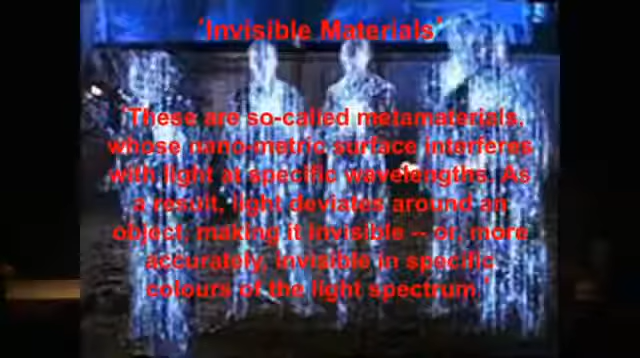 'Invisible Materials'
'These are so-called metamaterials,
whose nano-metric surface interferes
with light at specific wavelengths. As
a result, light deviates around an
object, making it invisible -- or, more
accurately, invisible in specific
colours of the light spectrum.'